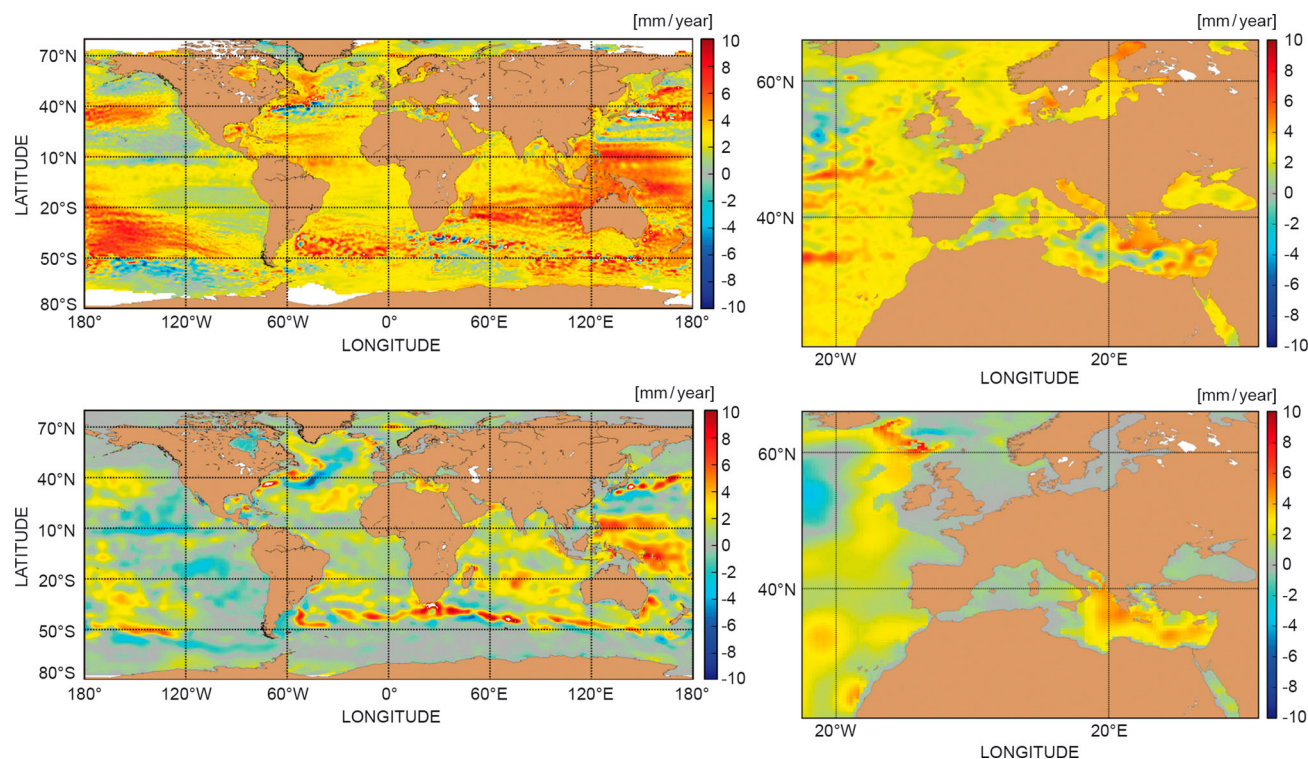 [mm/year]
10
8
6
4
2
0
-2
-4
-6
-8
-10
70°N
40°N
10°N
20°S
50°S
80°S
LATITUDE
180°
120°W
60°W
0°
60°E
120°E
180°
LONGITUDE
[mm/year]
10
8
6
4
2
0
-2
-4
-6
-8
-10
60°N
40°N
20°W
20°E
LONGITUDE
[mm/year]
10
8
6
4
2
0
-2
-4
-6
-8
-10
70°N
40°N
10°N
20°S
50°S
80°S
LATITUDE
180°
120°W
60°W
0°
60°E
120°E
180°
LONGITUDE
[mm/year]
10
8
6
4
2
0
-2
-4
-6
-8
-10
60°N
40°N
20°W
20°E
LONGITUDE